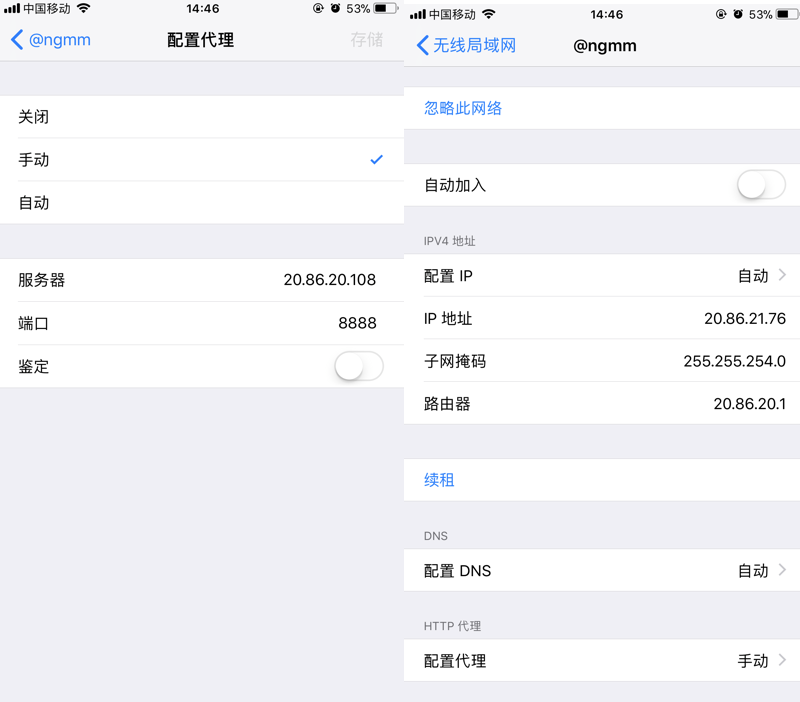 中国移动 14:46 53%
@ngmm 配置代理 存储
关闭
手动
自动
服务器 20.86.20.108
端口 8888
鉴定
中国移动 14:46 53%
无线局域网 @ngmm
忽略此网络
自动加入
IPV4 地址
配置 IP 自动
IP 地址 20.86.21.76
子网掩码 255.255.254.0
路由器 20.86.20.1
续租
DNS
配置 DNS 自动
HTTP 代理
配置代理 手动